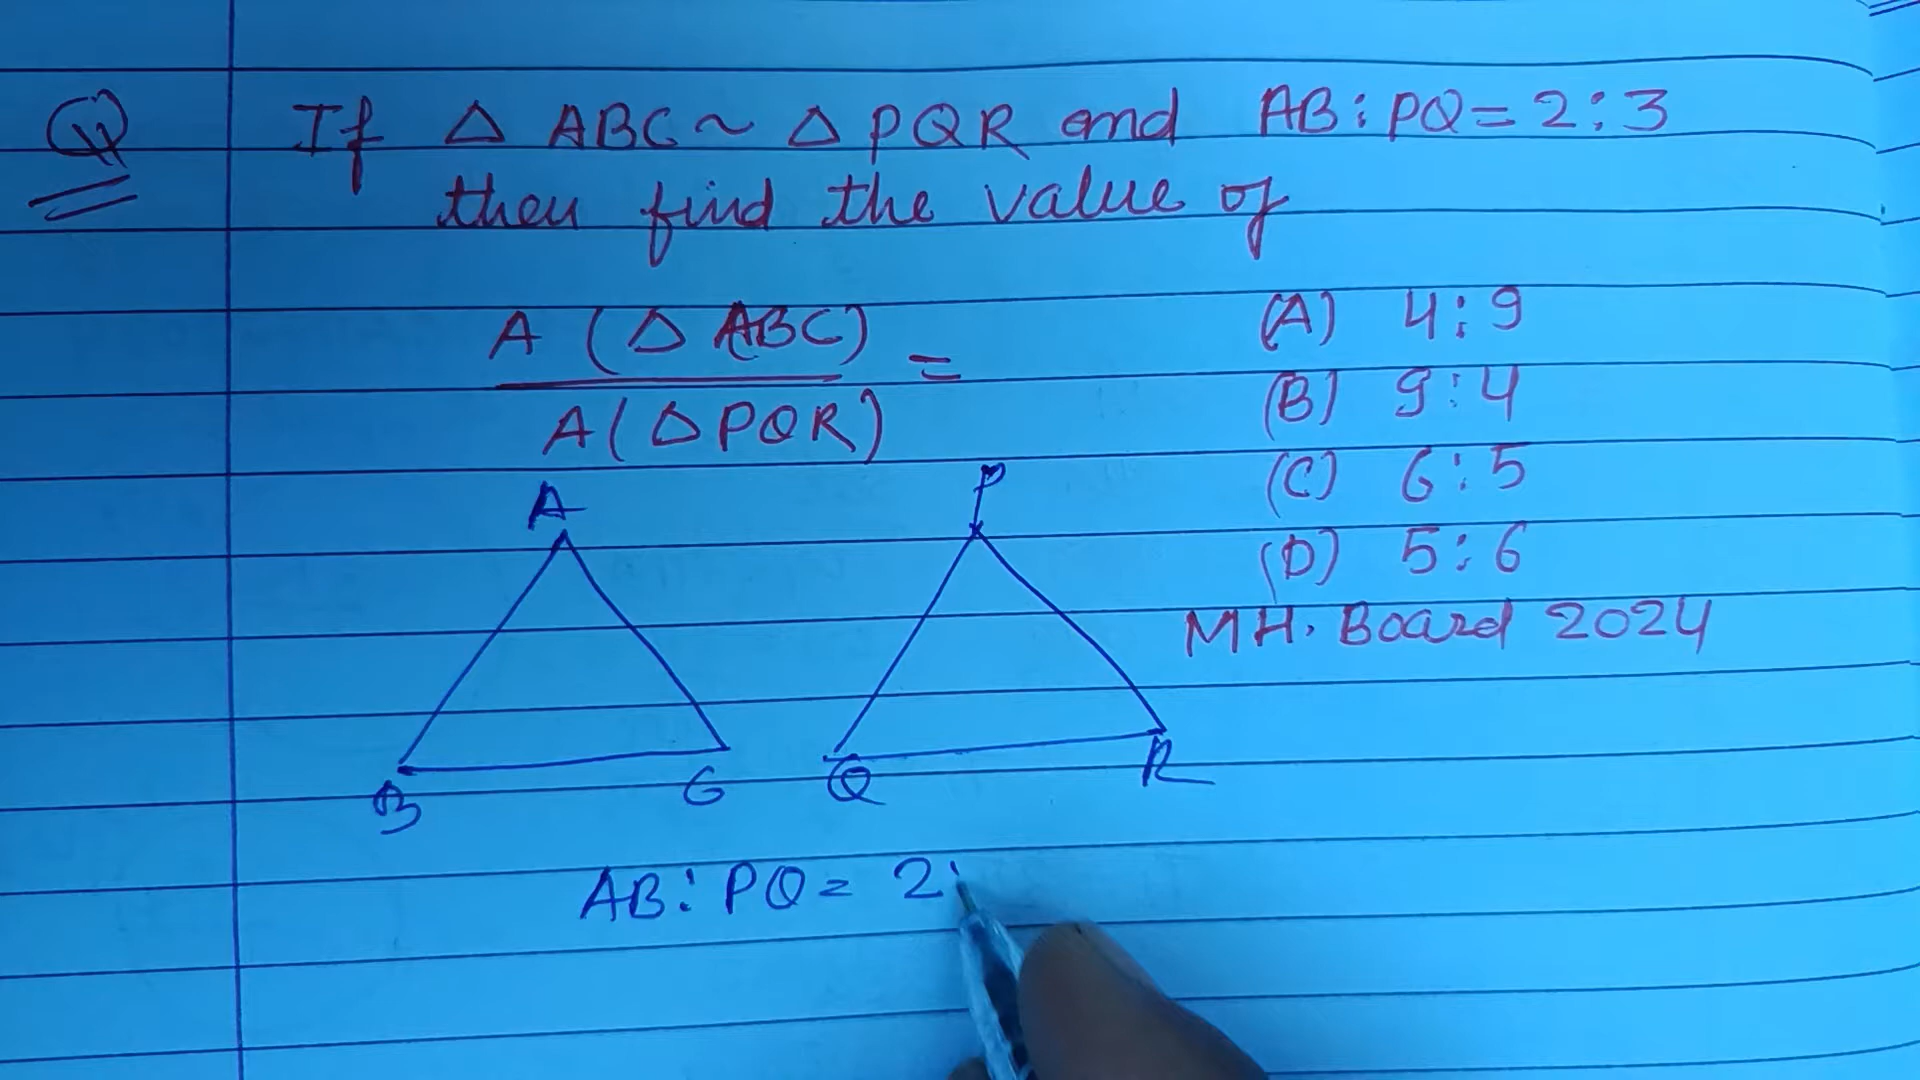 Q If △ ABC ~ △ PQR and AB : PQ = 2 : 3
then find the value of
A (△ ABC)
=
A (△ PQR)
(A) 4 : 9
(B) 9 : 4
(C) 6 : 5
(D) 5 : 6
MH. Board 2024
A
P
B
C
Q
R
AB : PQ = 2 :